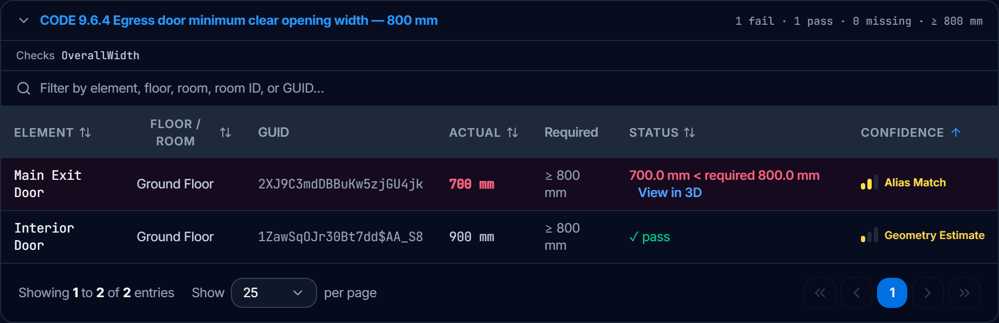 CODE 9.6.4 Egress door minimum clear opening width — 800 mm
1 fail · 1 pass · 0 missing · ≥ 800 mm
Checks OverallWidth
Filter by element, floor, room, room ID, or GUID...
ELEMENT
FLOOR /
ROOM
GUID
ACTUAL
Required
STATUS
CONFIDENCE
Main Exit
Door
Ground Floor
2XJ9C3mdDBBuKw5zjGU4jk
700 mm
≥ 800
mm
700.0 mm < required 800.0 mm
View in 3D
Alias Match
Interior
Door
Ground Floor
1ZawSqOJr30Bt7dd$AA_S8
900 mm
≥ 800
mm
✓ pass
Geometry Estimate
Showing 1 to 2 of 2 entries
Show 25 per page
1